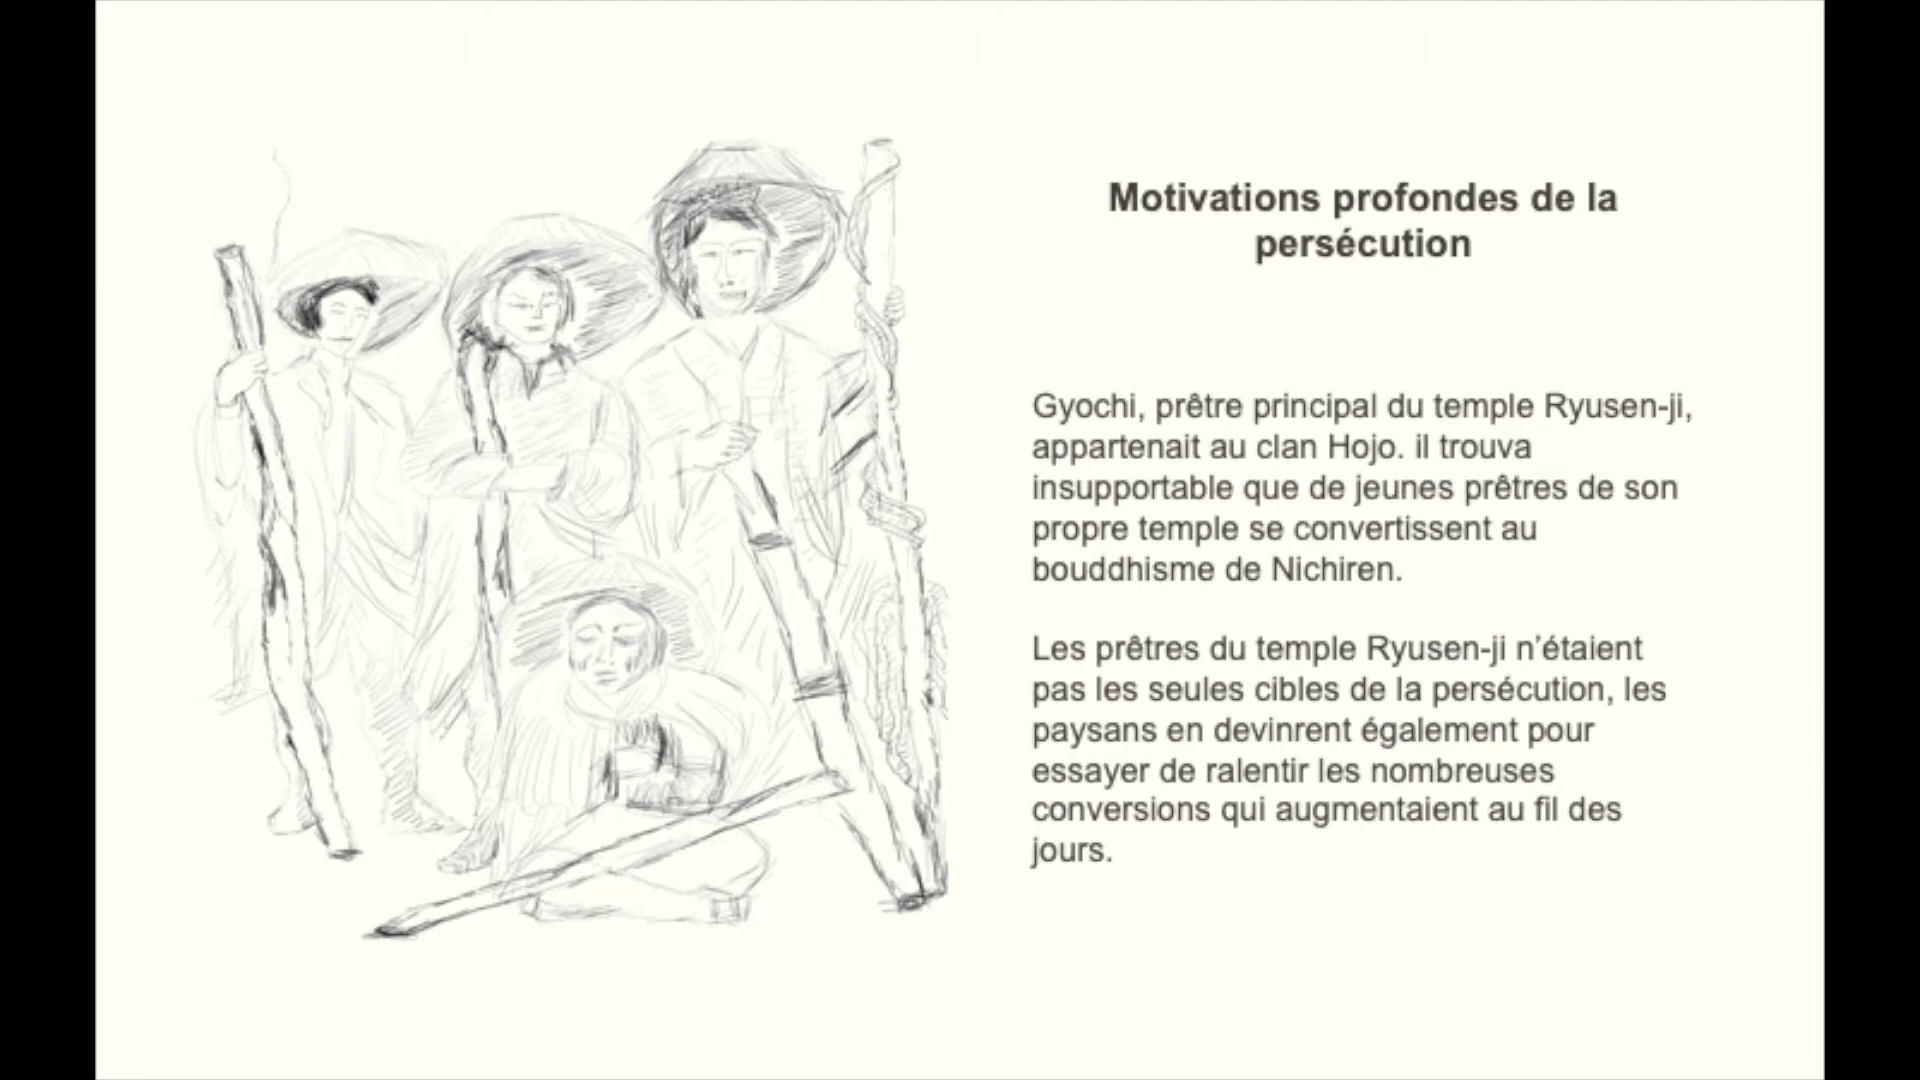 Motivations profondes de la
persécution
Gyochi, prêtre principal du temple Ryusen-ji,
appartenait au clan Hojo. il trouva
insupportable que de jeunes prêtres de son
propre temple se convertissent au
bouddhisme de Nichiren.
Les prêtres du temple Ryusen-ji n’étaient
pas les seules cibles de la persécution, les
paysans en devinrent également pour
essayer de ralentir les nombreuses
conversions qui augmentaient au fil des
jours.